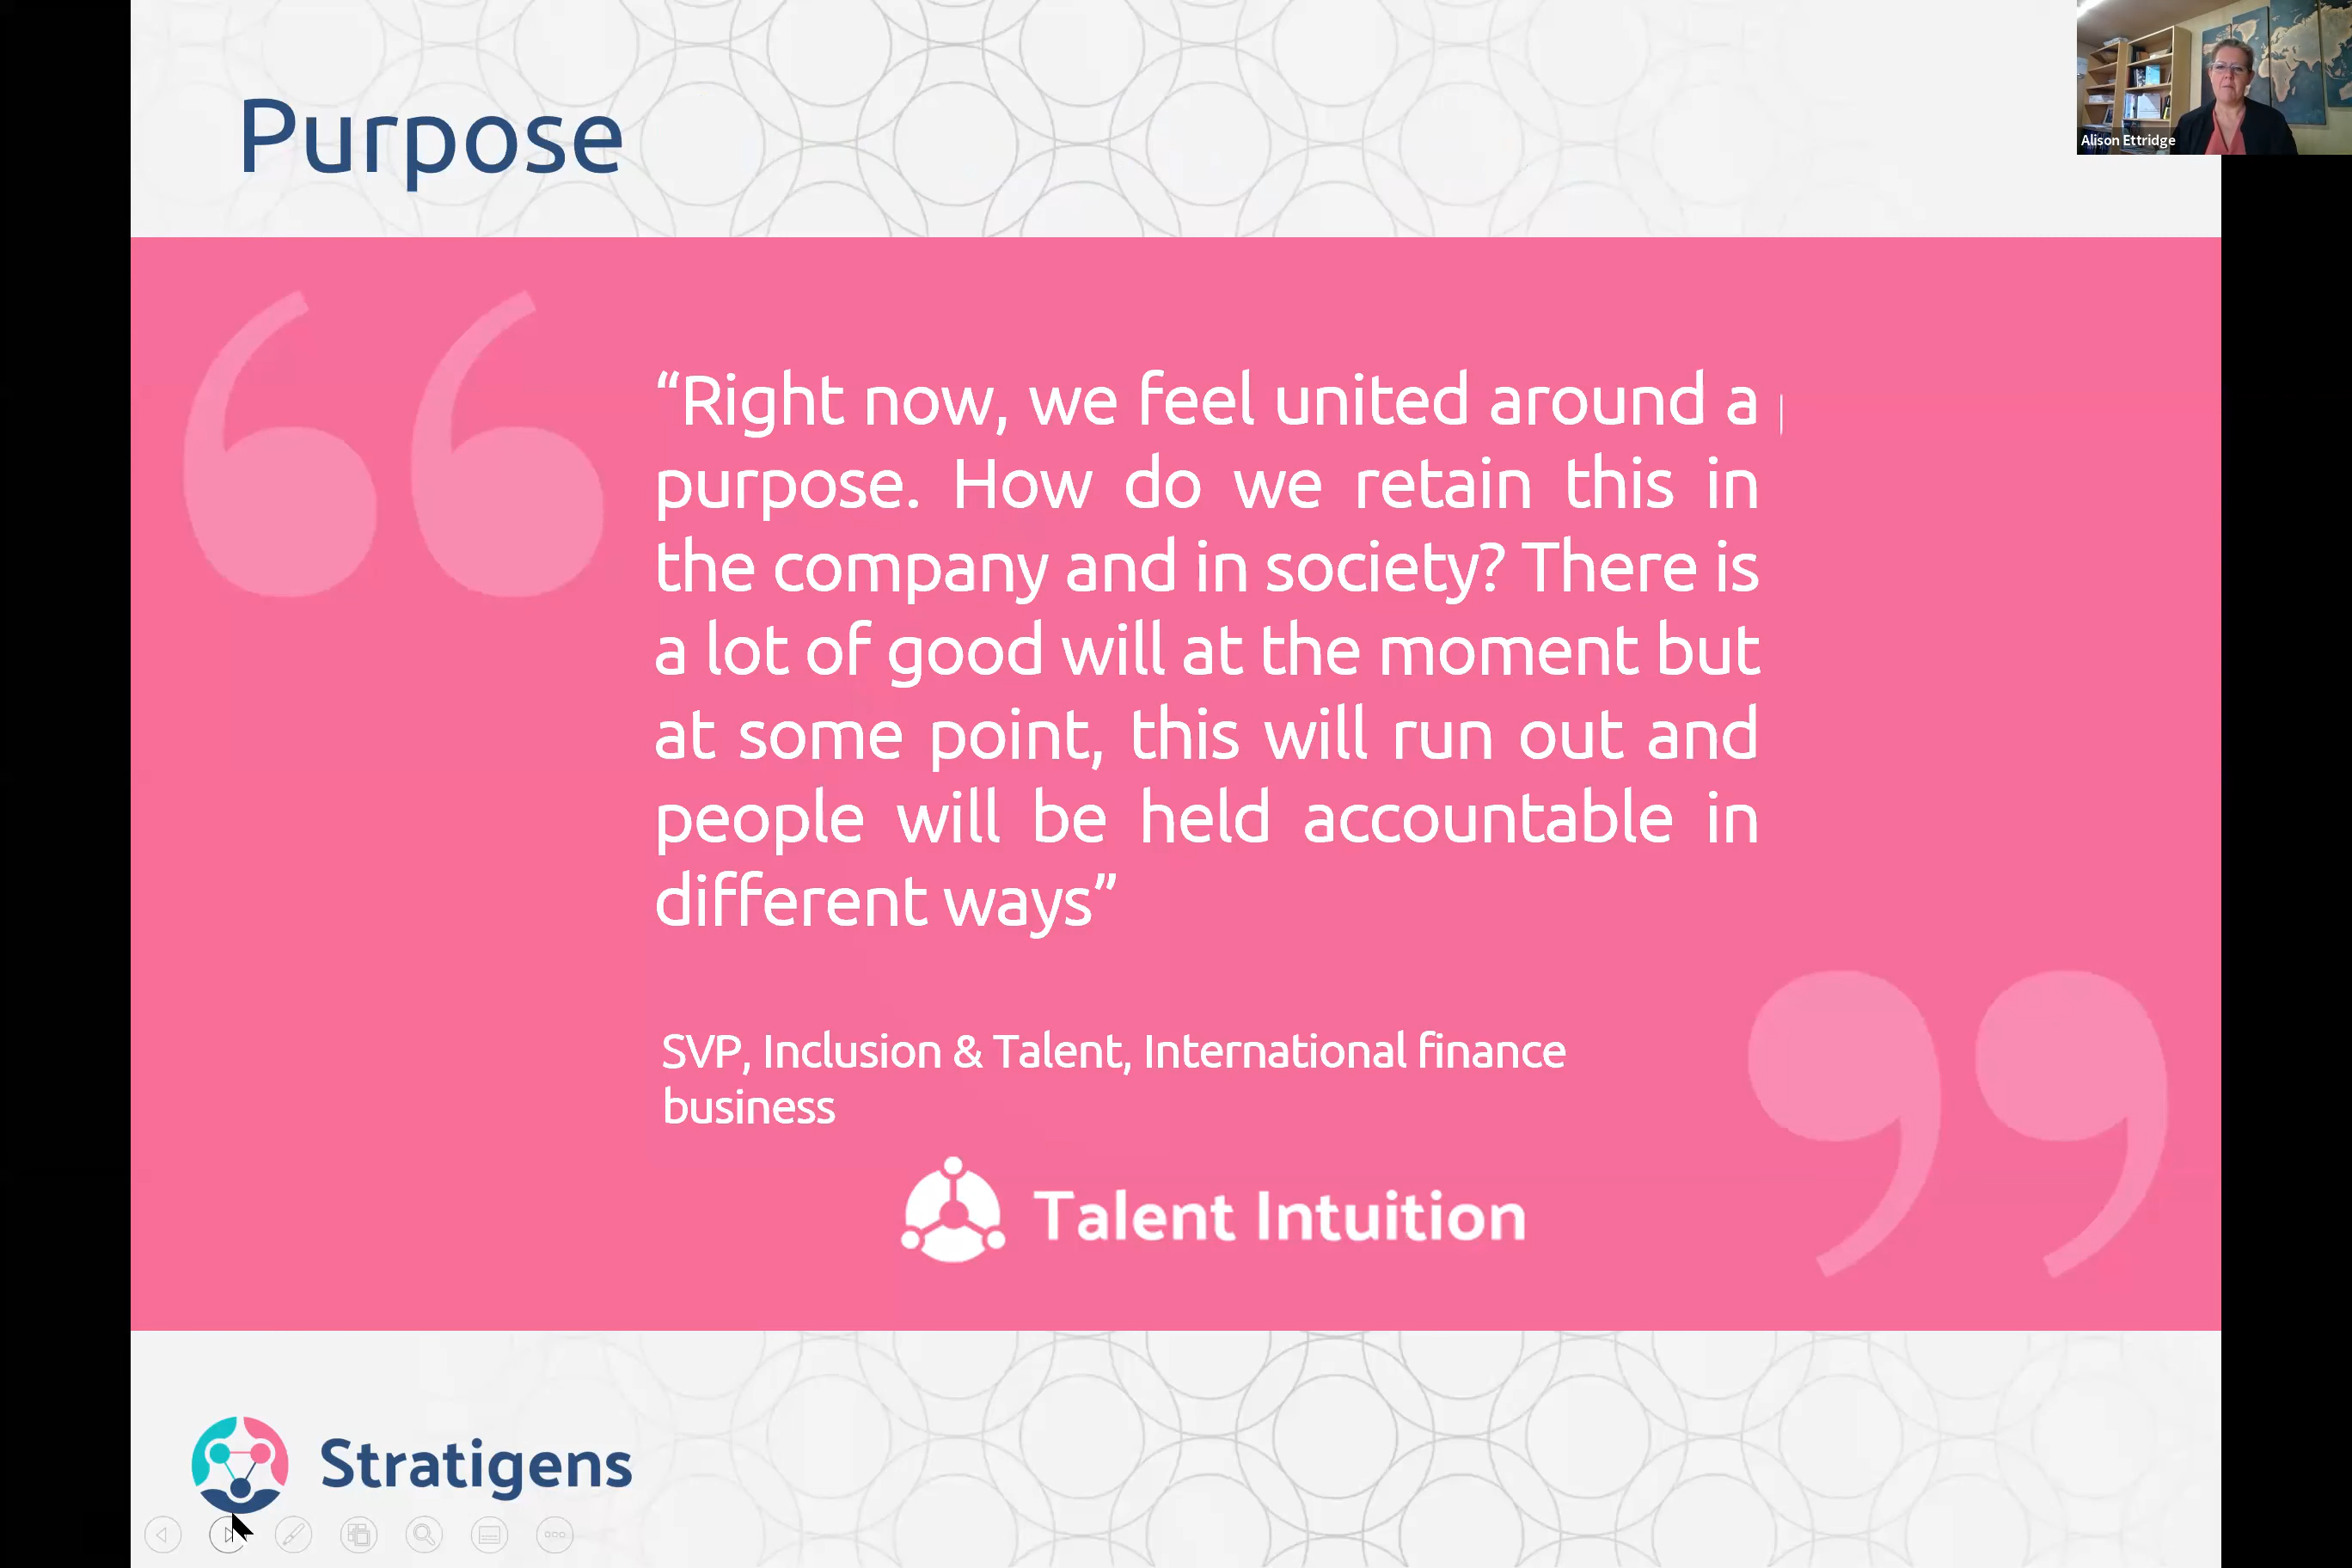 Purpose
Alison Ettridge
“Right now, we feel united around a
purpose. How do we retain this in
the company and in society? There is
a lot of good will at the moment but
at some point, this will run out and
people will be held accountable in
different ways”
SVP, Inclusion & Talent, International finance
business
Talent Intuition
Stratigens